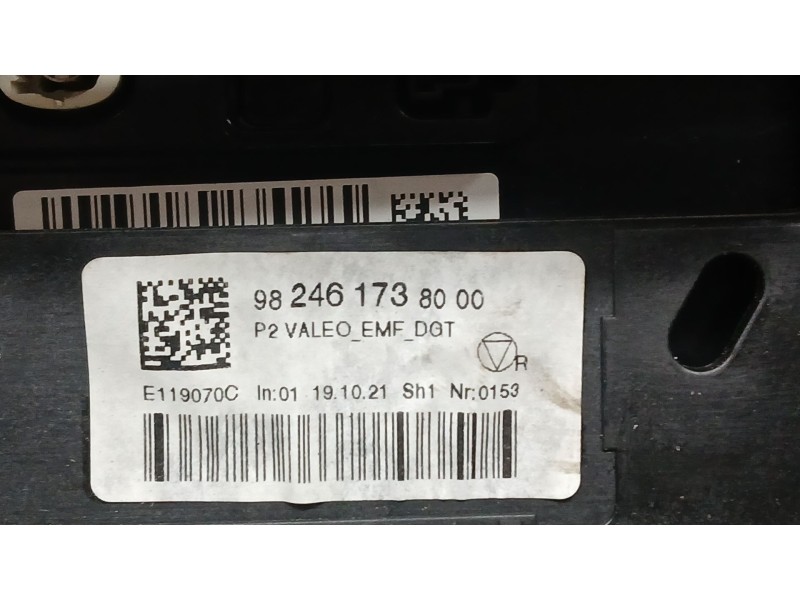 98 246 173 80 00
P2 VALEO_EMF_DGT
R
E119070C In:01 19.10.21 Sh1 Nr:0153